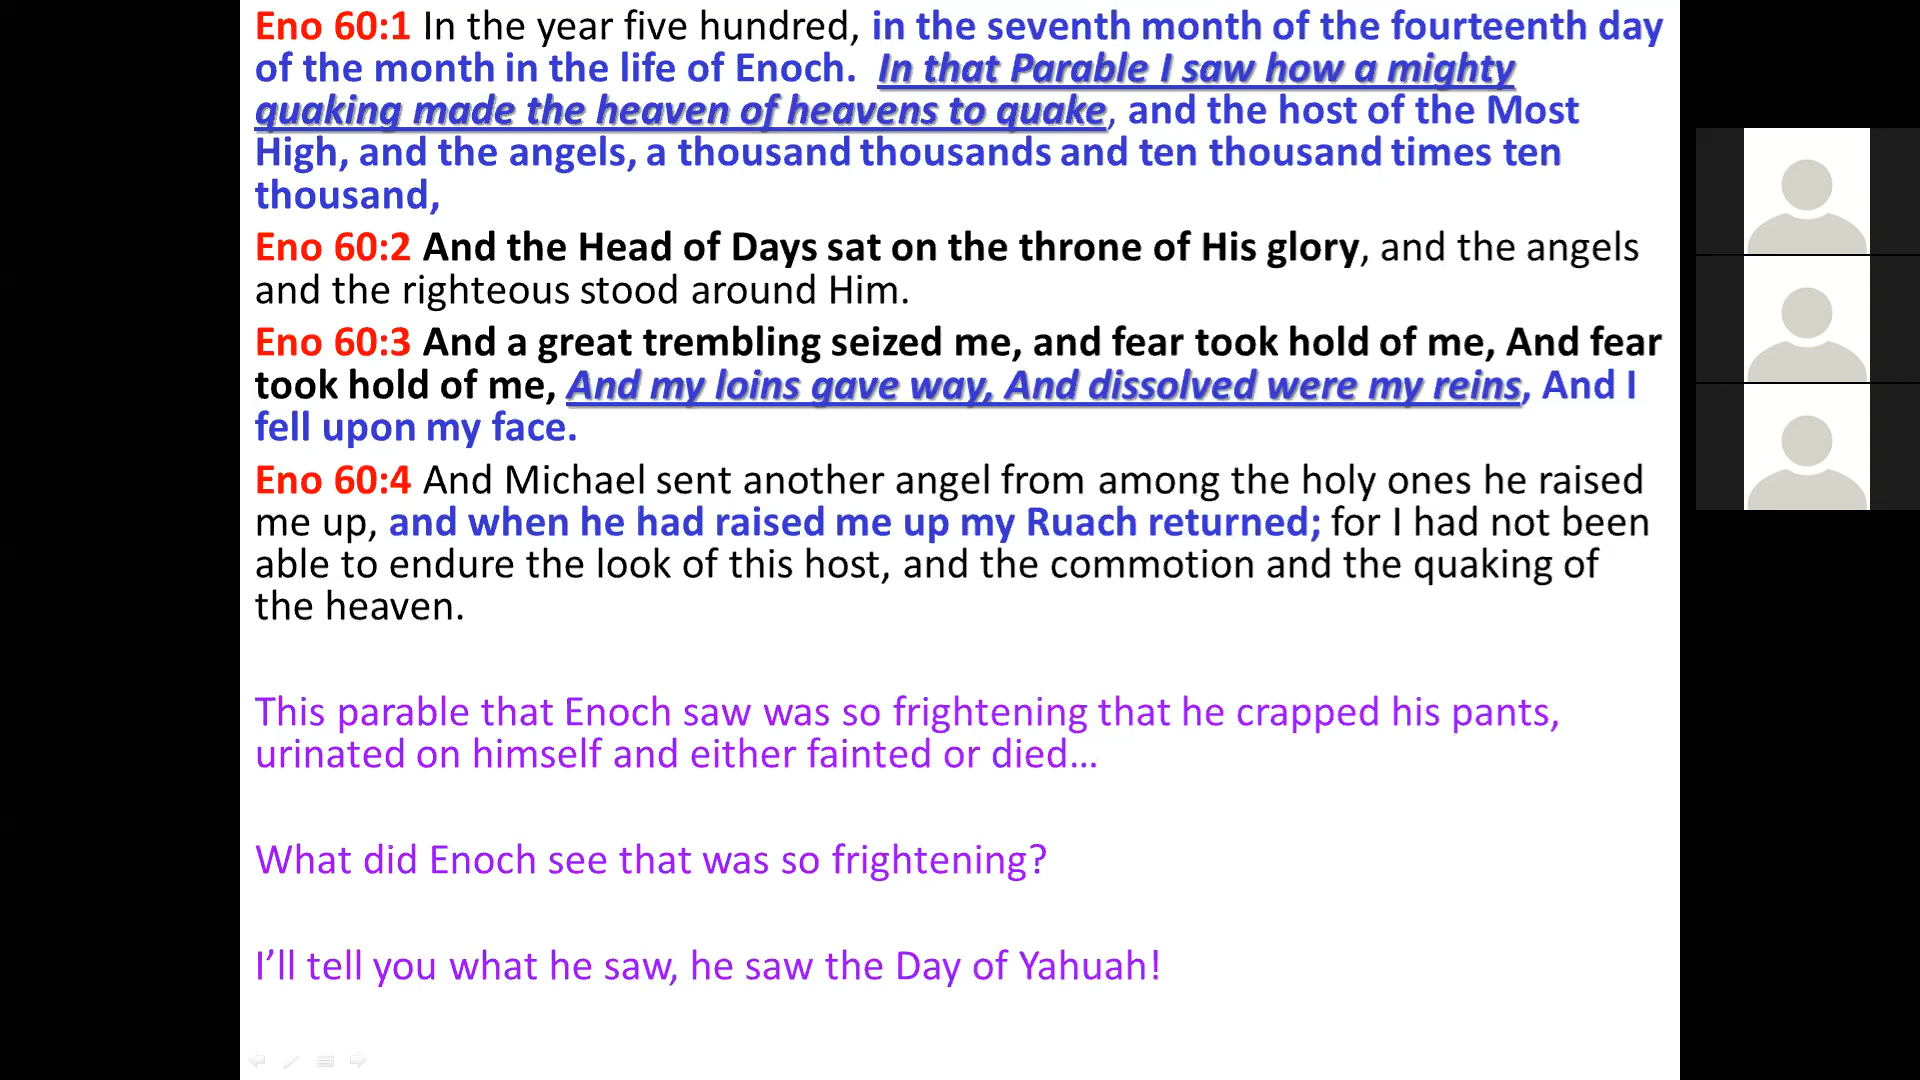 Eno 60:1 In the year five hundred, in the seventh month of the fourteenth day
of the month in the life of Enoch. In that Parable I saw how a mighty
quaking made the heaven of heavens to quake, and the host of the Most
High, and the angels, a thousand thousands and ten thousand times ten
thousand,
Eno 60:2 And the Head of Days sat on the throne of His glory, and the angels
and the righteous stood around Him.
Eno 60:3 And a great trembling seized me, and fear took hold of me, And fear
took hold of me, And my loins gave way, And dissolved were my reins, And I
fell upon my face.
Eno 60:4 And Michael sent another angel from among the holy ones he raised
me up, and when he had raised me up my Ruach returned; for I had not been
able to endure the look of this host, and the commotion and the quaking of
the heaven.
This parable that Enoch saw was so frightening that he crapped his pants,
urinated on himself and either fainted or died…
What did Enoch see that was so frightening?
I’ll tell you what he saw, he saw the Day of Yahuah!